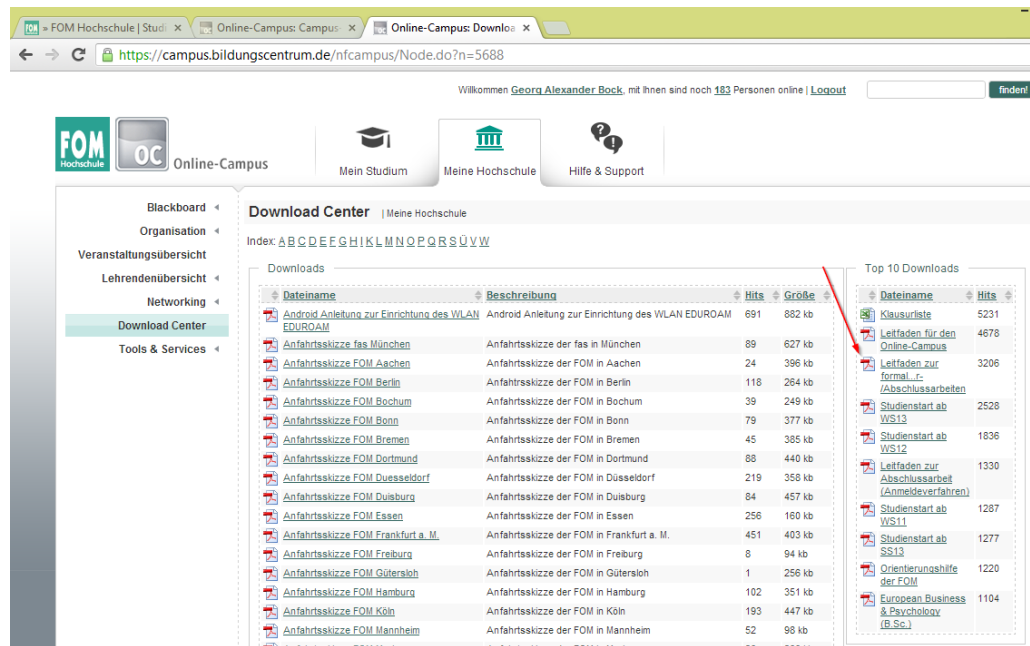 » FOM Hochschule | Studi
Online-Campus: Campus-
Online-Campus: Downloa
https://campus.bildungscentrum.de/nfcampus/Node.do?n=5688
Willkommen Georg Alexander Bock, mit Ihnen sind noch 183 Personen online | Logout
finden!
FOM
Hochschule
OC
Online-Campus
Mein Studium
Meine Hochschule
Hilfe & Support
Blackboard
Organisation
Veranstaltungsübersicht
Lehrendenübersicht
Networking
Download Center
Tools & Services
Download Center | Meine Hochschule
Index: A B C D E F G H I K L M N O P Q R S Ü V W
Downloads
Dateiname Beschreibung Hits Größe
Android Anleitung zur Einrichtung des WLAN Android Anleitung zur Einrichtung des WLAN EDUROAM 691 882 kb
EDUROAM
Anfahrtsskizze fas München Anfahrtsskizze der fas in München 89 627 kb
Anfahrtsskizze FOM Aachen Anfahrtsskizze der FOM in Aachen 24 396 kb
Anfahrtsskizze FOM Berlin Anfahrtsskizze der FOM in Berlin 118 264 kb
Anfahrtsskizze FOM Bochum Anfahrtsskizze der FOM in Bochum 39 249 kb
Anfahrtsskizze FOM Bonn Anfahrtsskizze der FOM in Bonn 79 377 kb
Anfahrtsskizze FOM Bremen Anfahrtsskizze der FOM in Bremen 45 385 kb
Anfahrtsskizze FOM Dortmund Anfahrtsskizze der FOM in Dortmund 88 440 kb
Anfahrtsskizze FOM Duesseldorf Anfahrtsskizze der FOM in Düsseldorf 219 358 kb
Anfahrtsskizze FOM Duisburg Anfahrtsskizze der FOM in Duisburg 84 457 kb
Anfahrtsskizze FOM Essen Anfahrtsskizze der FOM in Essen 256 160 kb
Anfahrtsskizze FOM Frankfurt a. M. Anfahrtsskizze der FOM in Frankfurt a. M. 451 403 kb
Anfahrtsskizze FOM Freiburg Anfahrtsskizze der FOM in Freiburg 8 94 kb
Anfahrtsskizze FOM Gütersloh Anfahrtsskizze der FOM in Gütersloh 1 256 kb
Anfahrtsskizze FOM Hamburg Anfahrtsskizze der FOM in Hamburg 102 351 kb
Anfahrtsskizze FOM Köln Anfahrtsskizze der FOM in Köln 193 447 kb
Anfahrtsskizze FOM Mannheim Anfahrtsskizze der FOM in Mannheim 52 98 kb
Top 10 Downloads
Dateiname Hits
Klausurliste 5231
Leitfaden für den 4678
Online-Campus
Leitfaden zur 3206
formal...r-
/Abschlussarbeiten
Studienstart ab 2528
WS13
Studienstart ab 1836
WS12
Leitfaden zur 1330
Abschlussarbeit
(Anmeldeverfahren)
Studienstart ab 1287
WS11
Studienstart ab 1277
SS13
Orientierungshilfe 1220
der FOM
European Business 1104
& Psychology
(B.Sc.)